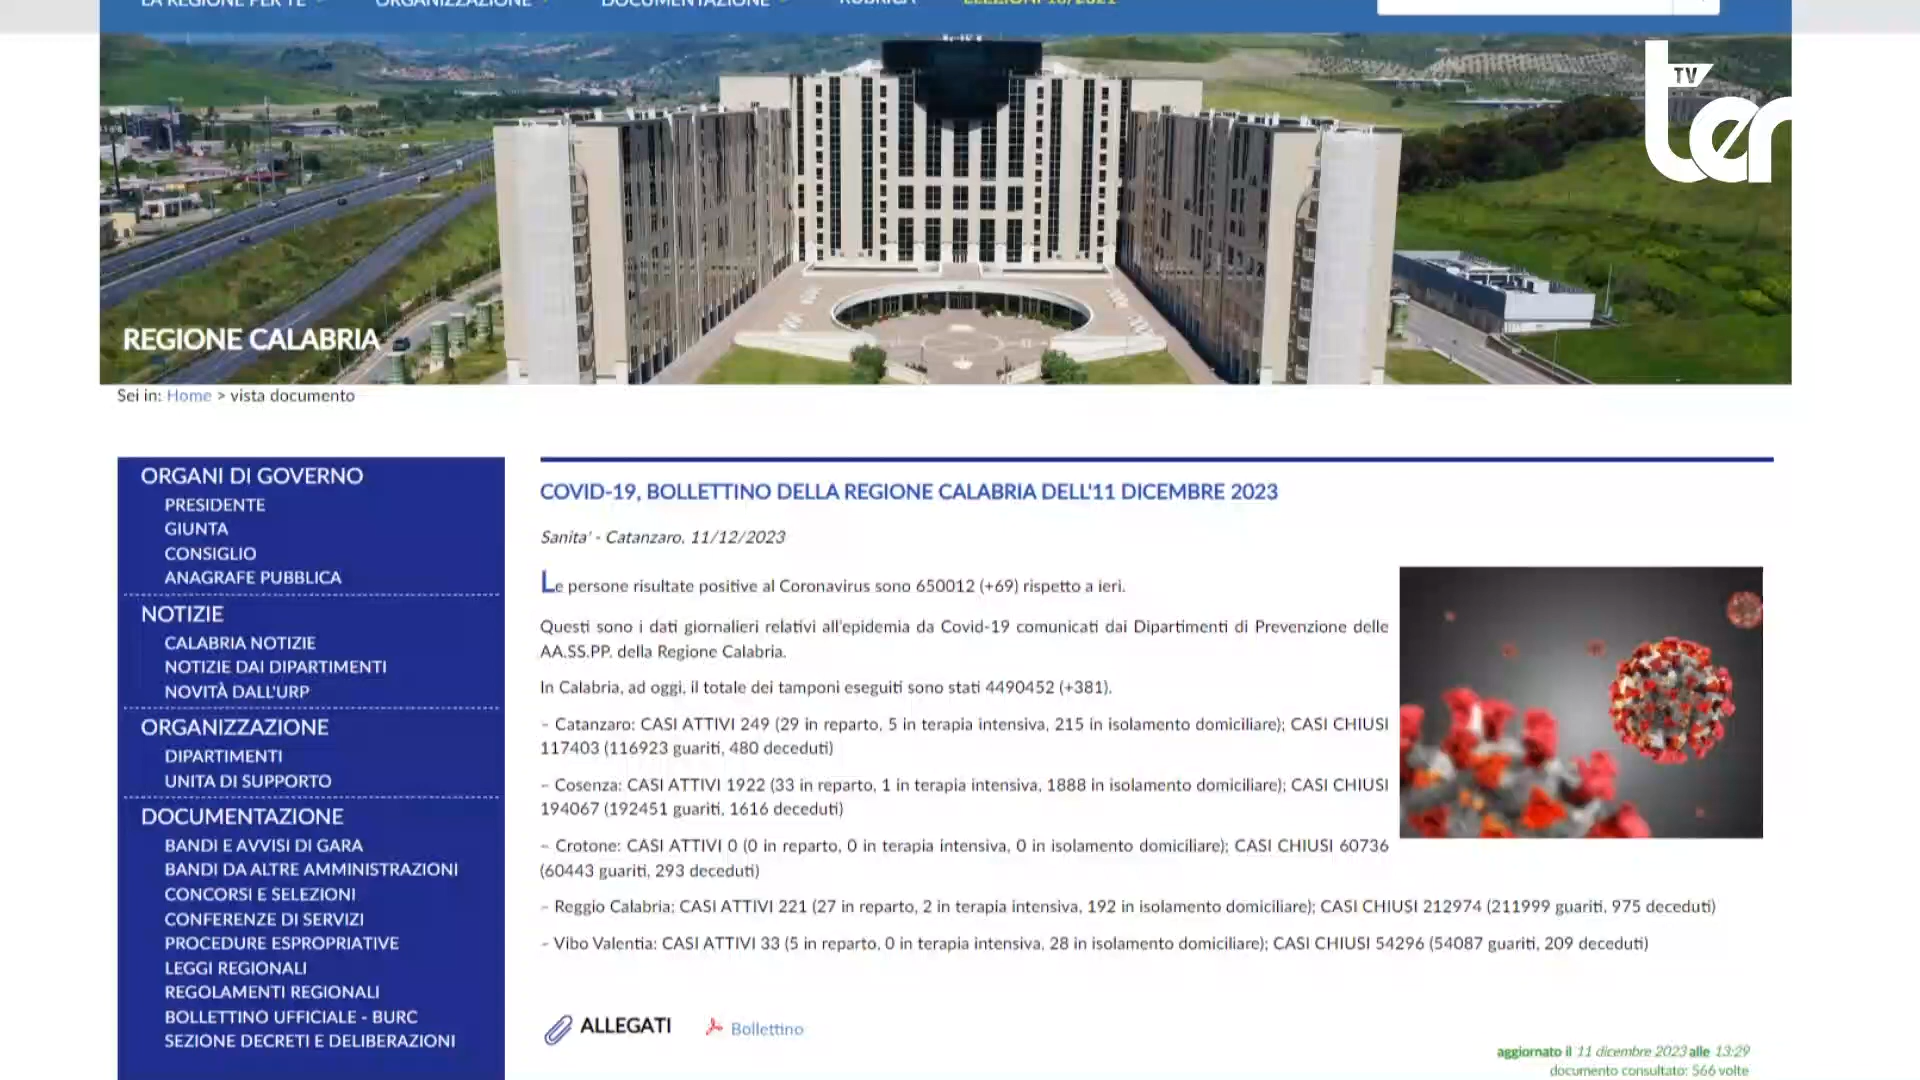 LA REGIONE PER TE
ORGANIZZAZIONE
DOCUMENTAZIONE
RUBRICA
ELEZIONI 10/2021
TV
ter
REGIONE CALABRIA
Sei in: Home > vista documento
ORGANI DI GOVERNO
PRESIDENTE
GIUNTA
CONSIGLIO
ANAGRAFE PUBBLICA
NOTIZIE
CALABRIA NOTIZIE
NOTIZIE DAI DIPARTIMENTI
NOVITÀ DALL'URP
ORGANIZZAZIONE
DIPARTIMENTI
UNITA DI SUPPORTO
DOCUMENTAZIONE
BANDI E AVVISI DI GARA
BANDI DA ALTRE AMMINISTRAZIONI
CONCORSI E SELEZIONI
CONFERENZE DI SERVIZI
PROCEDURE ESPROPRIATIVE
LEGGI REGIONALI
REGOLAMENTI REGIONALI
BOLLETTINO UFFICIALE - BURC
SEZIONE DECRETI E DELIBERAZIONI
COVID-19, BOLLETTINO DELLA REGIONE CALABRIA DELL'11 DICEMBRE 2023
Sanita' - Catanzaro, 11/12/2023
Le persone risultate positive al Coronavirus sono 650012 (+69) rispetto a ieri.
Questi sono i dati giornalieri relativi all'epidemia da Covid-19 comunicati dai Dipartimenti di Prevenzione delle
AA.SS.PP. della Regione Calabria.
In Calabria, ad oggi, il totale dei tamponi eseguiti sono stati 4490452 (+381).
– Catanzaro: CASI ATTIVI 249 (29 in reparto, 5 in terapia intensiva, 215 in isolamento domiciliare); CASI CHIUSI
117403 (116923 guariti, 480 deceduti)
– Cosenza: CASI ATTIVI 1922 (33 in reparto, 1 in terapia intensiva, 1888 in isolamento domiciliare); CASI CHIUSI
194067 (192451 guariti, 1616 deceduti)
– Crotone: CASI ATTIVI 0 (0 in reparto, 0 in terapia intensiva, 0 in isolamento domiciliare); CASI CHIUSI 60736
(60443 guariti, 293 deceduti)
– Reggio Calabria: CASI ATTIVI 221 (27 in reparto, 2 in terapia intensiva, 192 in isolamento domiciliare); CASI CHIUSI 212974 (211999 guariti, 975 deceduti)
– Vibo Valentia: CASI ATTIVI 33 (5 in reparto, 0 in terapia intensiva, 28 in isolamento domiciliare); CASI CHIUSI 54296 (54087 guariti, 209 deceduti)
ALLEGATI
Bollettino
aggiornato il 11 dicembre 2023 alle 13:29
documento consultato: 566 volte